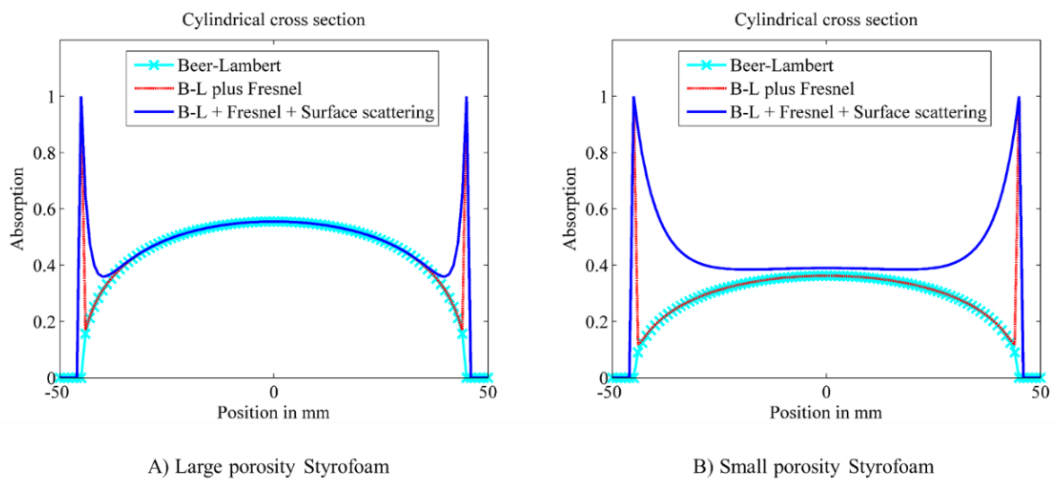 Cylindrical cross section
Beer-Lambert
B-L plus Fresnel
B-L + Fresnel + Surface scattering
Absorption
0.8
0.6
0.4
0.2
0
-50
0
50
Position in mm
A) Large porosity Styrofoam
Cylindrical cross section
Beer-Lambert
B-L plus Fresnel
B-L + Fresnel + Surface scattering
Absorption
1
0.8
0.6
0.4
0.2
0
-50
0
50
Position in mm
B) Small porosity Styrofoam